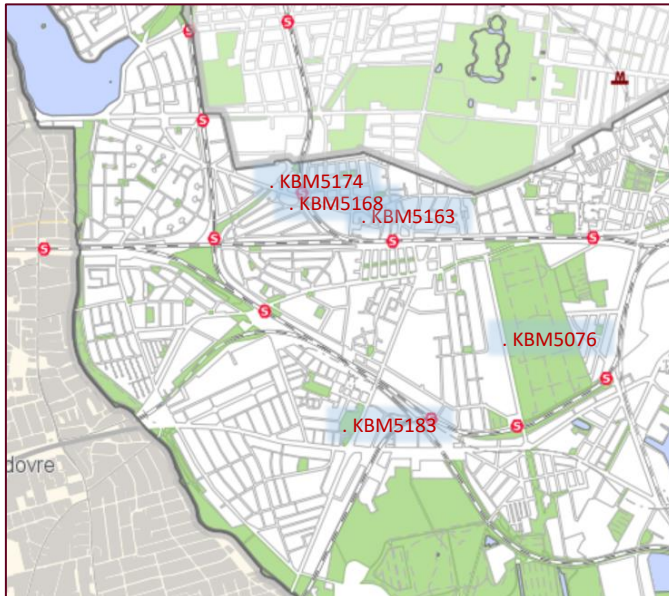 S
S
M
S
. KBM5174
. KBM5168
. KBM5163
S
S
S
S
S
S
. KBM5076
S
. KBM5183
S
S
dovre